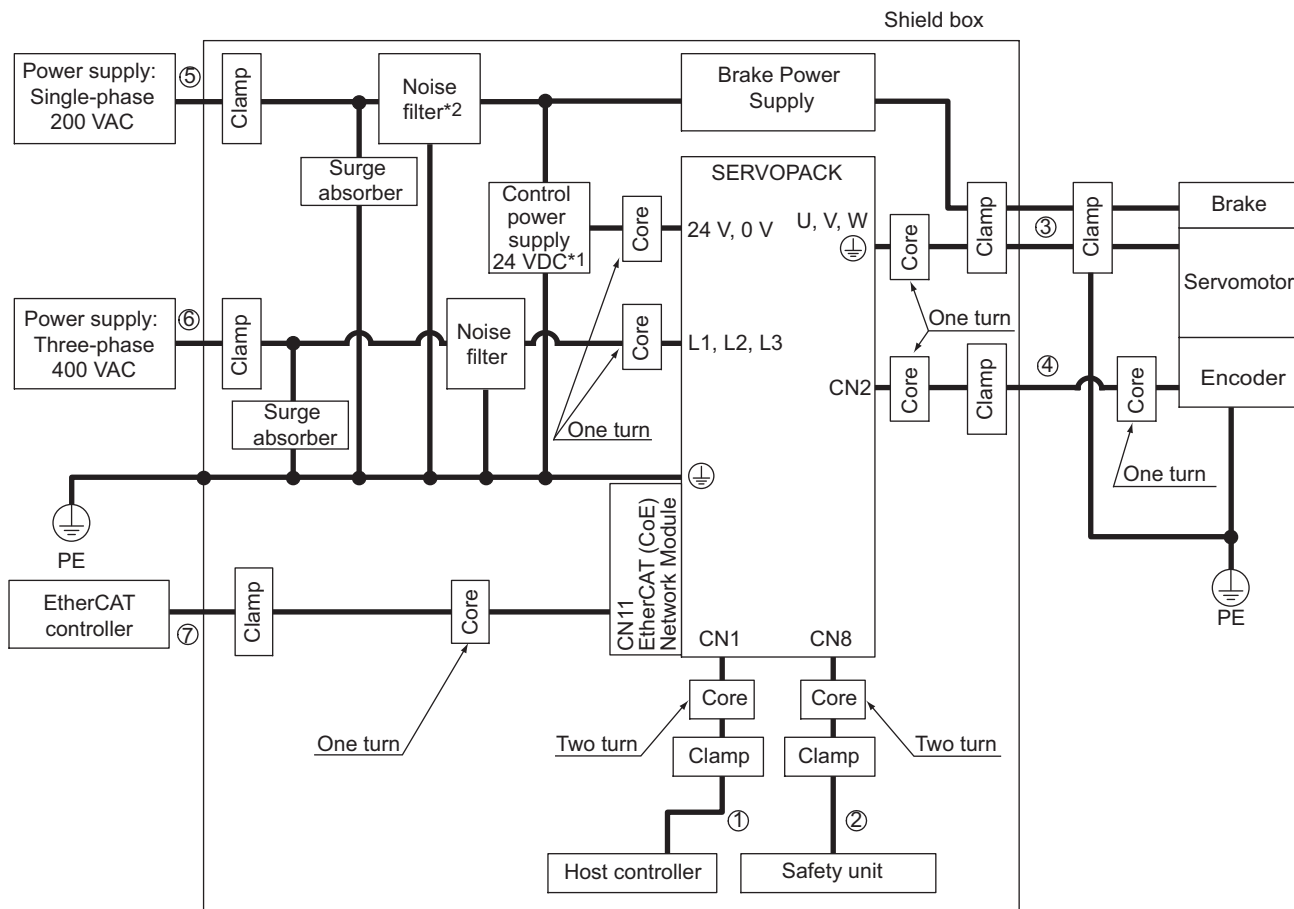 Shield box
Power supply:
Single-phase
200 VAC
⑤
Clamp
Noise
filter*2
Brake Power
Supply
Surge
absorber
Control
power
supply
24 VDC*1
Core
SERVOPACK
24 V, 0 V
U, V, W
Core
Clamp
③
Clamp
Brake
Servomotor
Encoder
Power supply:
Three-phase
400 VAC
⑥
Clamp
Noise
filter
Core
L1, L2, L3
One turn
CN2
Core
Clamp
④
Core
Surge
absorber
One turn
One turn
PE
CN11
EtherCAT (CoE)
Network Module
PE
EtherCAT
controller
⑦
Clamp
Core
CN1
CN8
Core
Core
One turn
Two turn
Two turn
Clamp
Clamp
①
②
Host controller
Safety unit